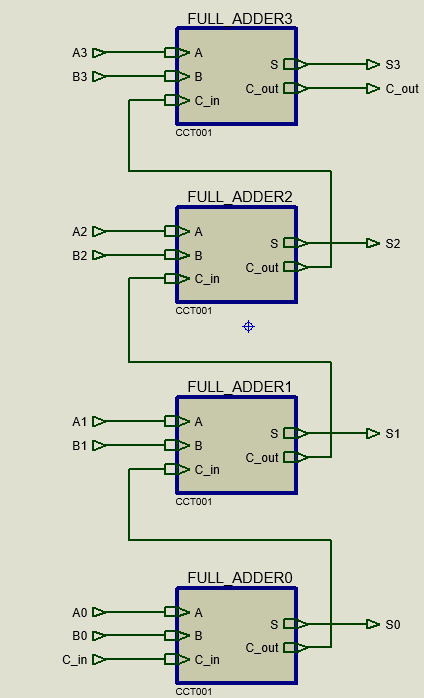 FULL_ADDER3
A3 A S S3
B3 B C_out C_out
C_in
CCT001
FULL_ADDER2
A2 A S S2
B2 B C_out
C_in
CCT001
FULL_ADDER1
A1 A S S1
B1 B C_out
C_in
CCT001
FULL_ADDER0
A0 A S S0
B0 B C_out
C_in C_in
CCT001